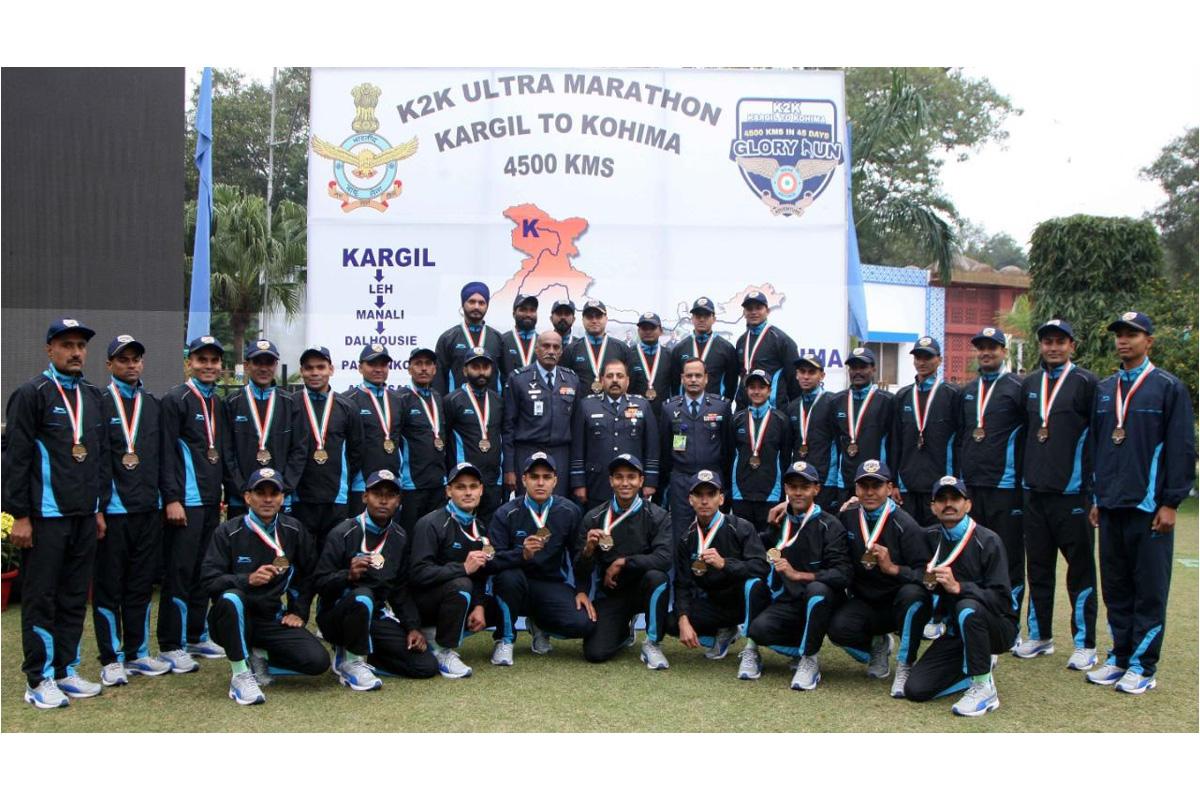 K2K ULTRA MARATHON
KARGIL TO KOHIMA
4500 KMS
K2K
KARGIL TO KOHIMA
4500 KMS IN 45 DAYS
GLORY RUN
ADVENTURE
K
KARGIL
LEH
MANALI
DALHOUSIE